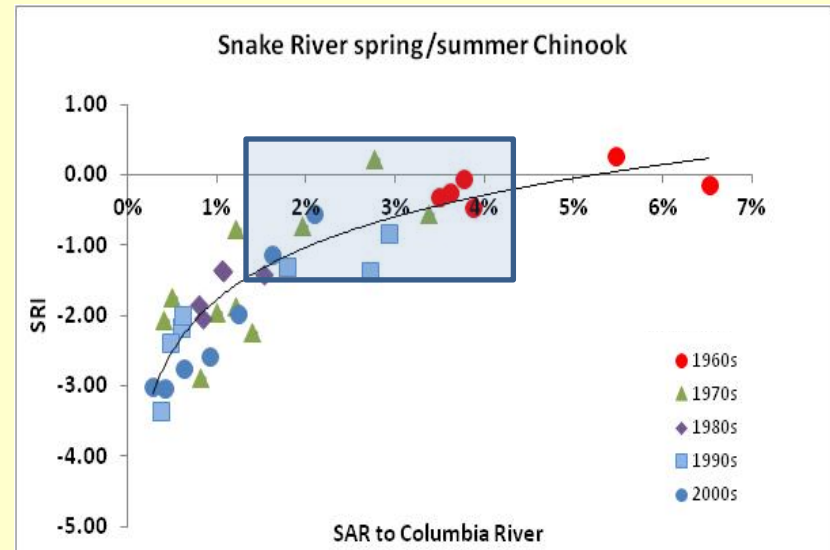 Snake River spring/summer Chinook
1.00
0.00
0% 1% 2% 3% 4% 5% 6% 7%
-1.00
SRI
-2.00
-3.00
-4.00
-5.00
1960s
1970s
1980s
1990s
2000s
SAR to Columbia River